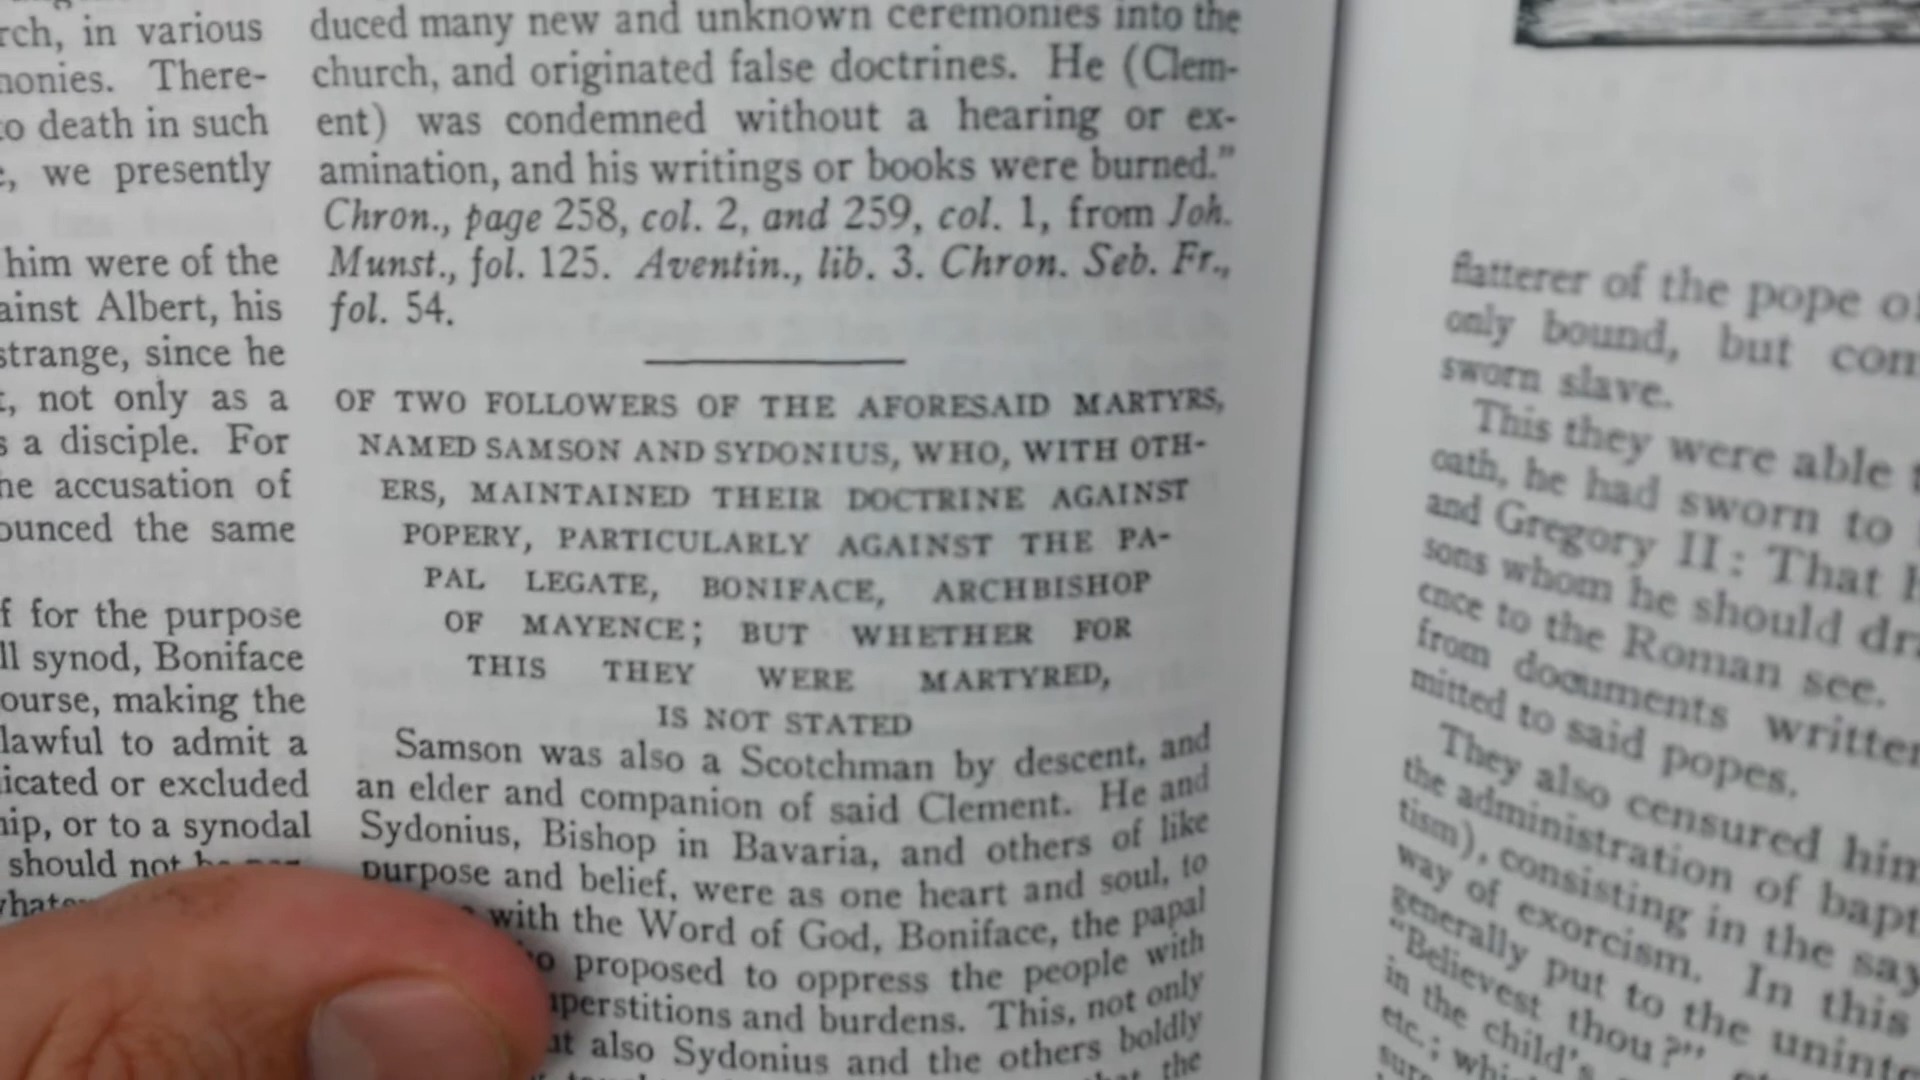 rch, in various
monies. There-
to death in such
we presently
him were of the
ainst Albert, his
strange, since he
not only as a
s a disciple. For
he accusation of
ounced the same
f for the purpose
ll synod, Boniface
ourse, making the
lawful to admit a
icated or excluded
hip, or to a synodal
should not
duced many new and unknown ceremonies into the
church, and originated false doctrines. He (Clem-
ent) was condemned without a hearing or ex-
amination, and his writings or books were burned."
Chron., page 258, col. 2, and 259, col. 1, from Joh.
Munst., fol. 125. Aventin., lib. 3. Chron. Seb. Fr.,
fol. 54.
OF TWO FOLLOWERS OF THE AFORESAID MARTYRS,
NAMED SAMSON AND SYDONIUS, WHO, WITH OTH-
ERS, MAINTAINED THEIR DOCTRINE AGAINST
POPERY, PARTICULARLY AGAINST THE PA-
PAL LEGATE, BONIFACE, ARCHBISHOP
OF MAYENCE; BUT WHETHER FOR
THIS THEY WERE MARTYRED,
IS NOT STATED
Samson was also a Scotchman by descent, and
an elder and companion of said Clement. He and
Sydonius, Bishop in Bavaria, and others of like
purpose and belief, were as one heart and soul, to
with the Word of God, Boniface, the papal
proposed to oppress the people with
uperstitions and burdens. This, not only
also Sydonius and the others boldly
the
flatterer of the pope of
only bound, but com
sworn slave.
This they were able t
oath, he had sworn to
and Gregory II: That h
sons whom he should dra
ence to the Roman see.
from documents written
mitted to said popes.
They also censured him
the administration of bapt
tism), consisting in the say
way of exorcism. In this
generally put to the uninte
"Believest thou?"
in the child's
etc.; whi